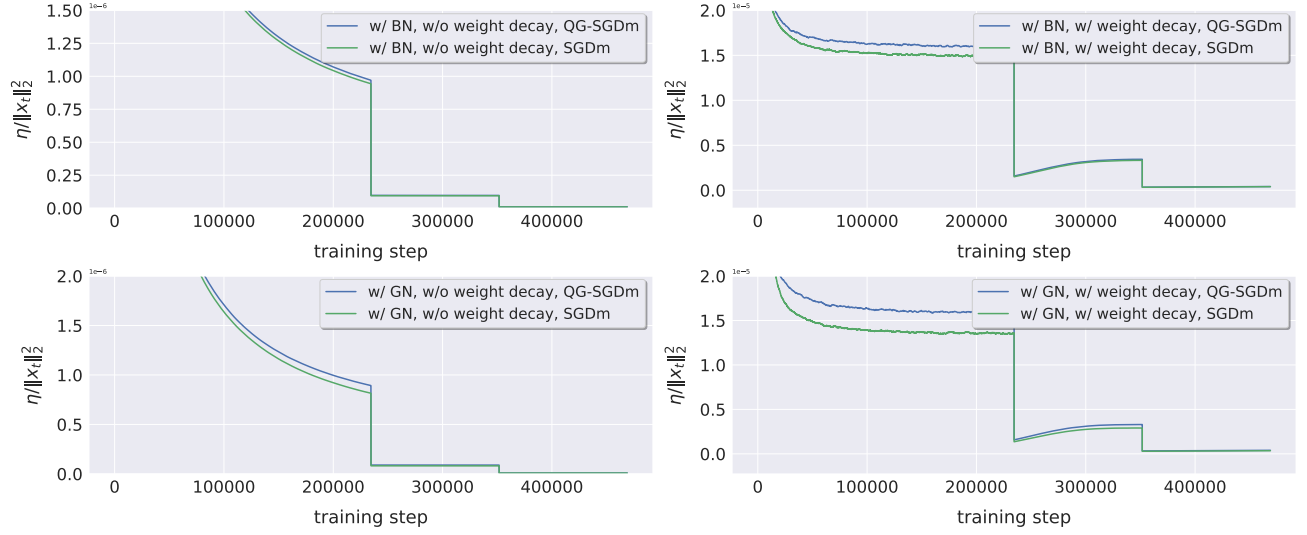 1e−6
1.50
1.25
1.00
0.75
0.50
0.25
0.00
η/‖x_t‖₂²
w/ BN, w/o weight decay, QG-SGDm
w/ BN, w/o weight decay, SGDm
0 100000 200000 300000 400000
training step
1e−5
2.0
1.5
1.0
0.5
0.0
η/‖x_t‖₂²
w/ BN, w/ weight decay, QG-SGDm
w/ BN, w/ weight decay, SGDm
0 100000 200000 300000 400000
training step
1e−6
2.0
1.5
1.0
0.5
0.0
η/‖x_t‖₂²
w/ GN, w/o weight decay, QG-SGDm
w/ GN, w/o weight decay, SGDm
0 100000 200000 300000 400000
training step
1e−5
2.0
1.5
1.0
0.5
0.0
η/‖x_t‖₂²
w/ GN, w/ weight decay, QG-SGDm
w/ GN, w/ weight decay, SGDm
0 100000 200000 300000 400000
training step